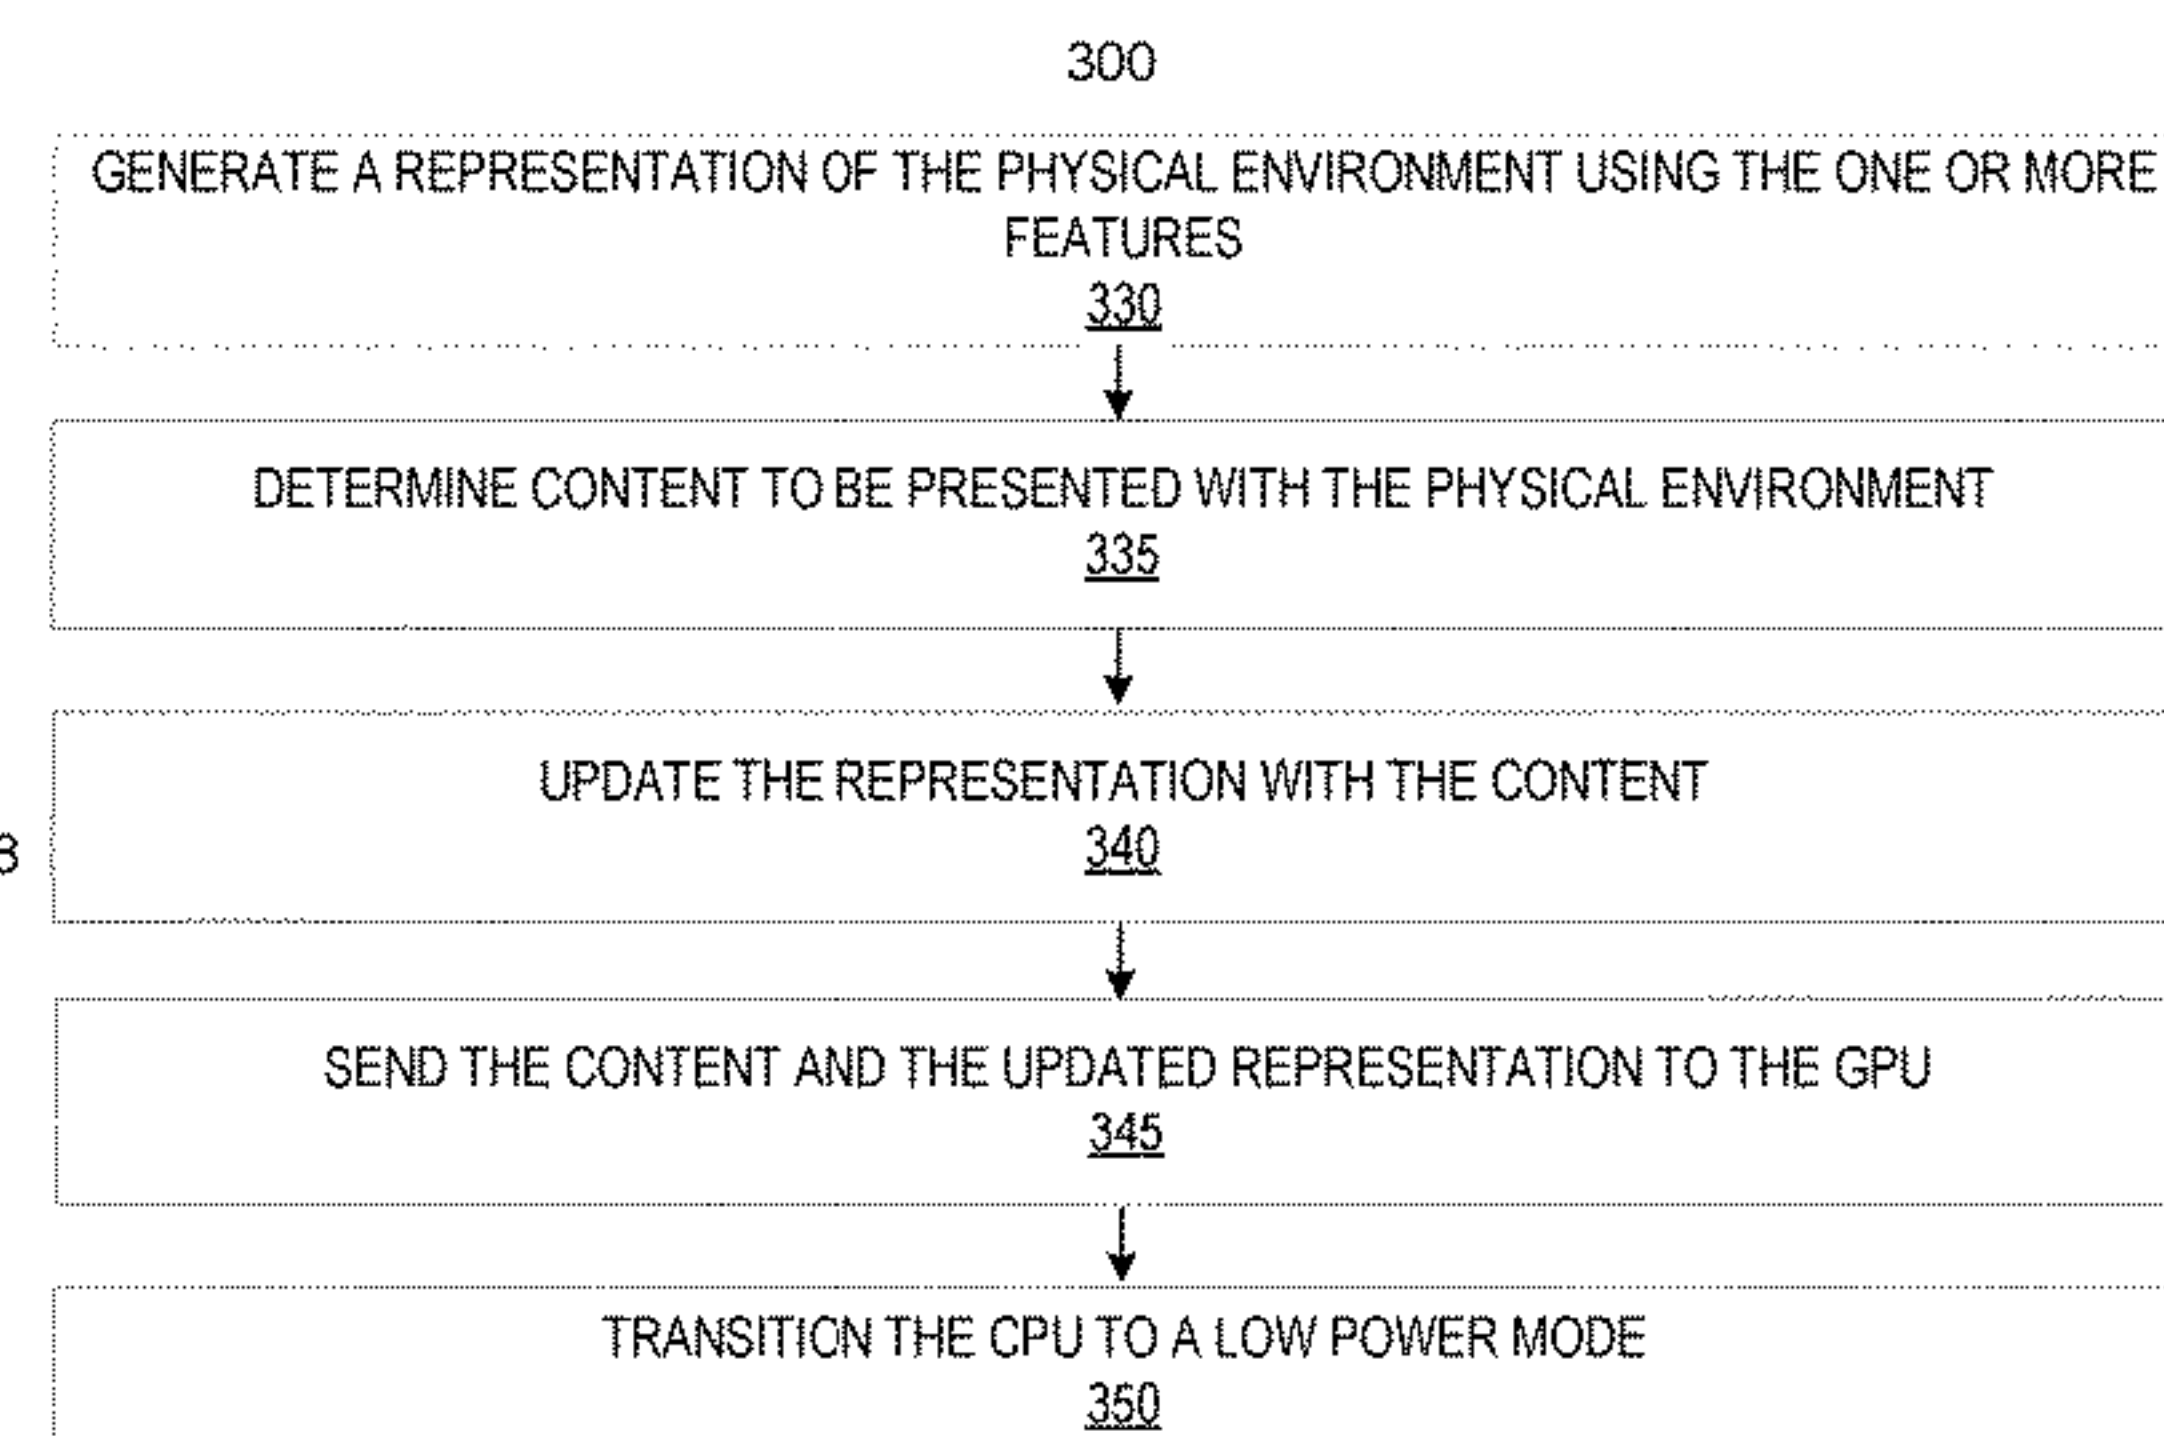 300
GENERATE A REPRESENTATION OF THE PHYSICAL ENVIRONMENT USING THE ONE OR MORE
FEATURES
330
DETERMINE CONTENT TO BE PRESENTED WITH THE PHYSICAL ENVIRONMENT
335
UPDATE THE REPRESENTATION WITH THE CONTENT
340
SEND THE CONTENT AND THE UPDATED REPRESENTATION TO THE GPU
345
TRANSITION THE CPU TO A LOW POWER MODE
350